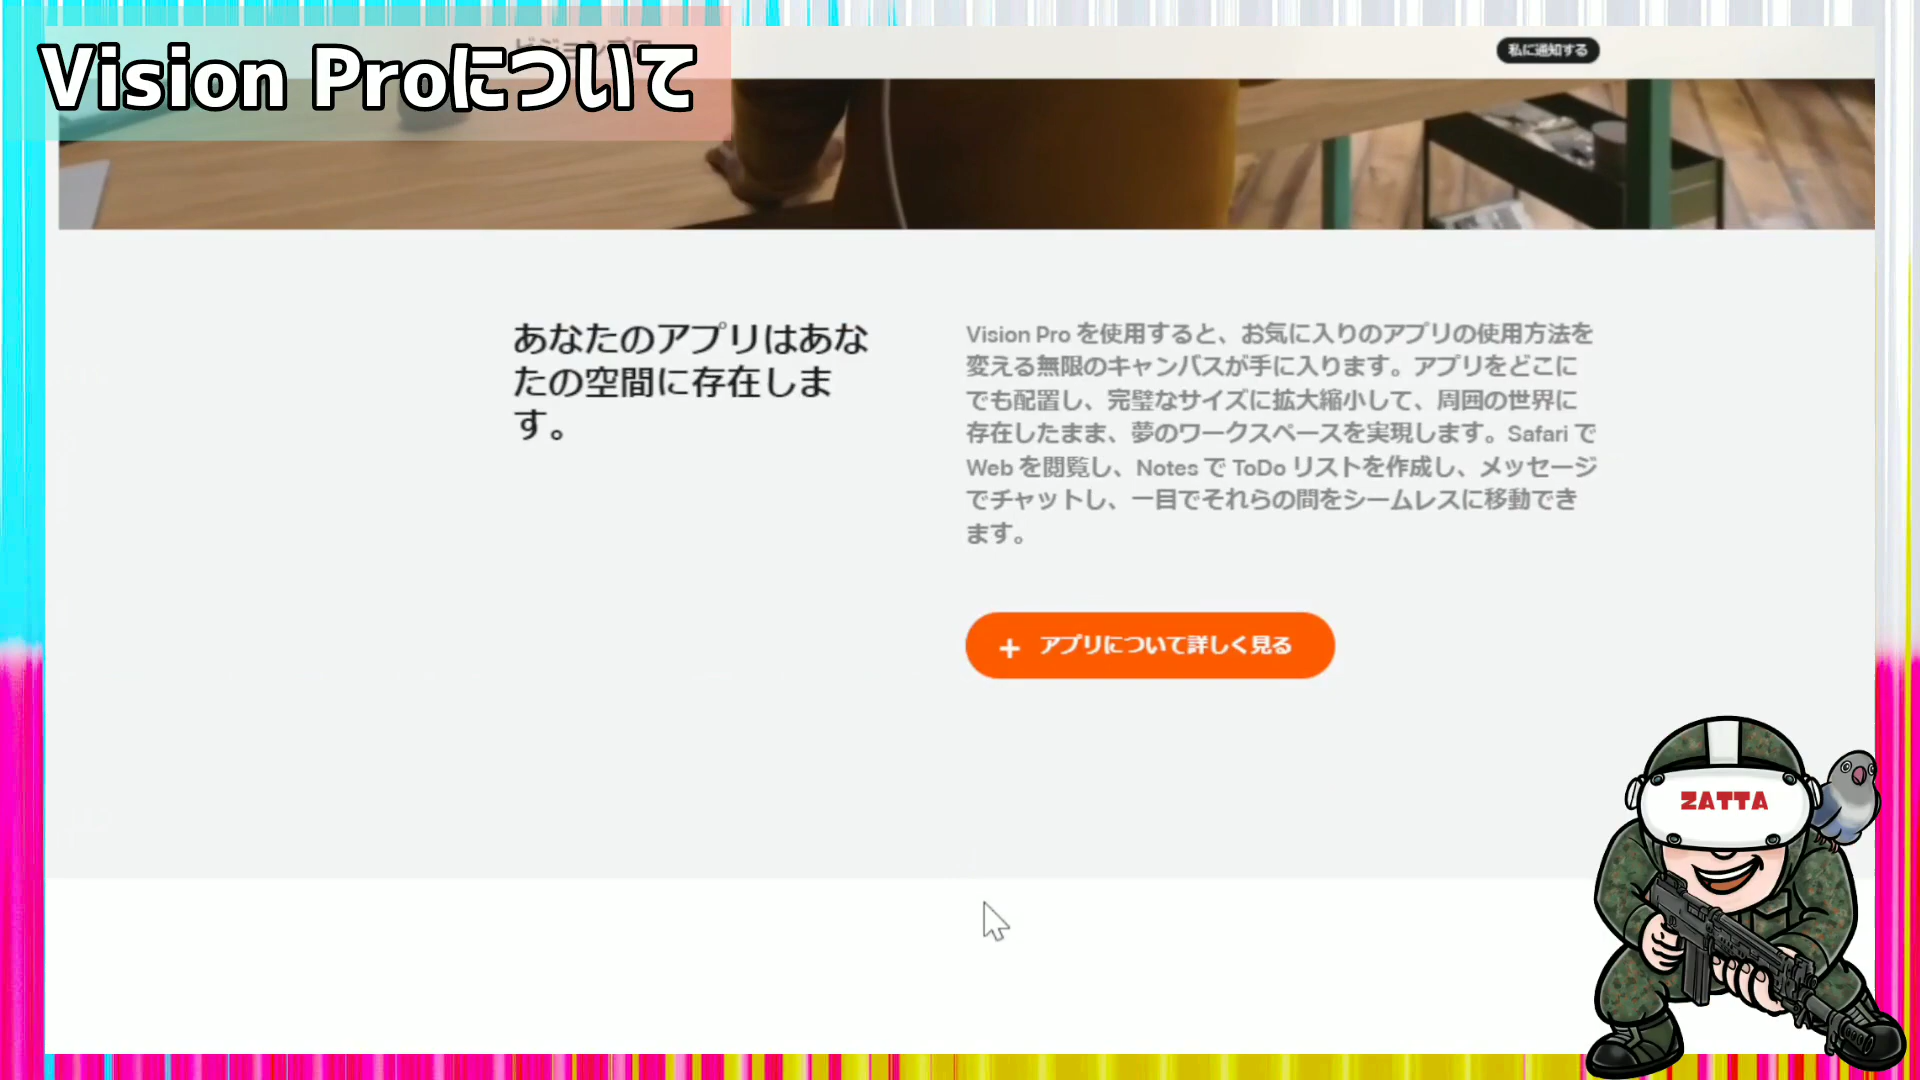 Vision Proについて
ビジョンプロ
私に通知する
あなたのアプリはあな
たの空間に存在しま
す。
Vision Pro を使用すると、お気に入りのアプリの使用方法を
変える無限のキャンバスが手に入ります。アプリをどこに
でも配置し、完璧なサイズに拡大縮小して、周囲の世界に
存在したまま、夢のワークスペースを実現します。Safari で
Web を閲覧し、Notes で ToDo リストを作成し、メッセージ
でチャットし、一目でそれらの間をシームレスに移動でき
ます。
+ アプリについて詳しく見る
ZATTA